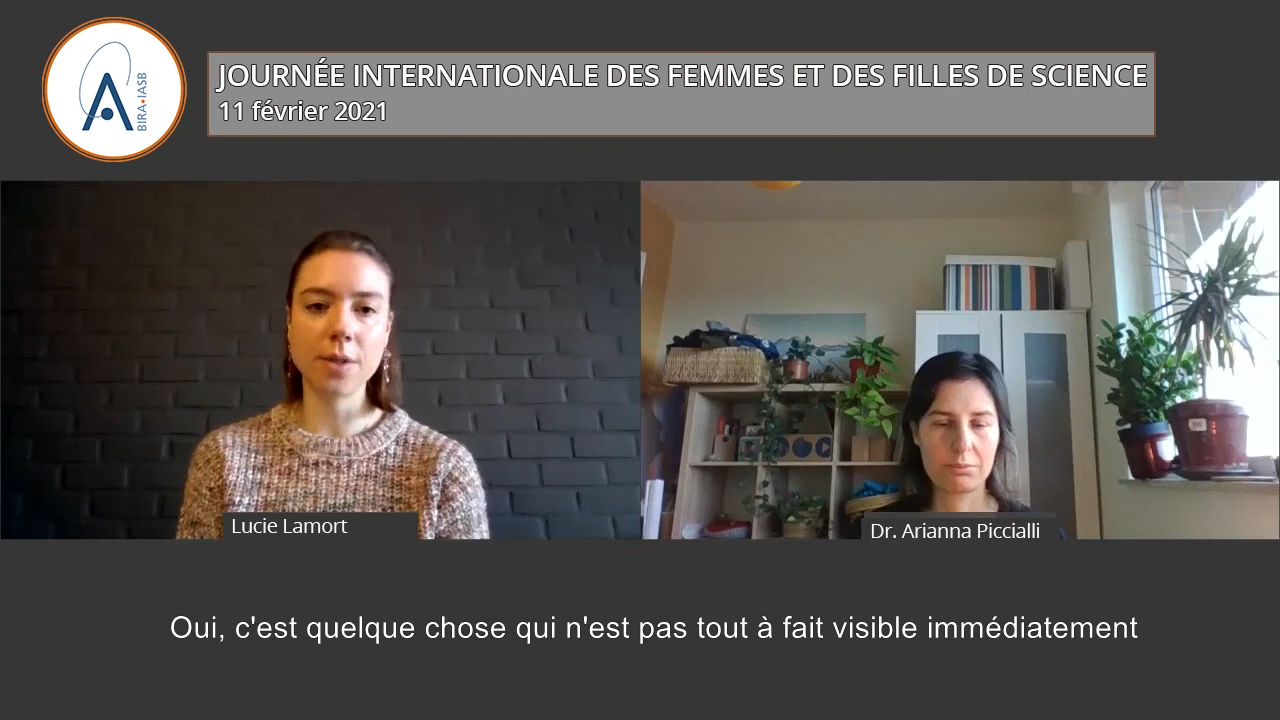 BIRA•IASB
JOURNÉE INTERNATIONALE DES FEMMES ET DES FILLES DE SCIENCE
11 février 2021
Lucie Lamort
Dr. Arianna Piccialli
Oui, c'est quelque chose qui n'est pas tout à fait visible immédiatement